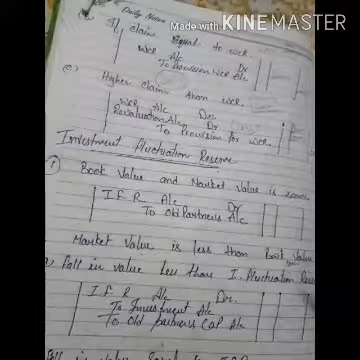 Daily Neem
Made with KINEMASTER
If claim Equal to WCR
WCR A/c Dr
To Provision WCR A/c
(C) Higher claim than WCR
WCR A/c Dr.
Revaluation A/c Dr
To Provision for WCR
Investment Fluctuation Reserve
1) Book Value and Market Value is same
I F R A/c Dr
To Old Partners A/c
Market Value is less than Book Value
Fall in value less than I. Fluctuation
I F R A/c Dr.
To Investment A/c
To Old partners CaP A/c